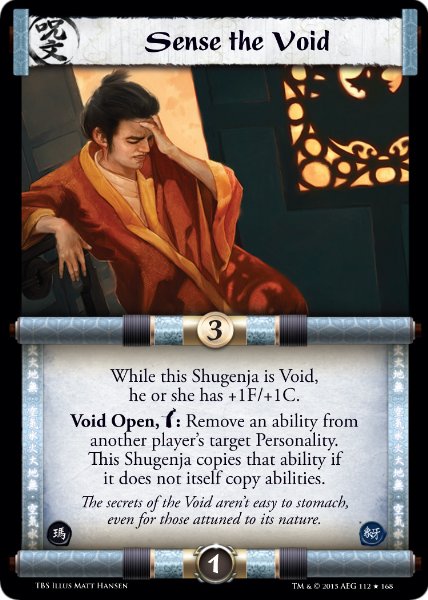 呪文
Sense the Void
3
While this Shugenja is Void,
he or she has +1F/+1C.
Void Open, : Remove an ability from
another player's target Personality.
This Shugenja copies that ability if
it does not itself copy abilities.
The secrets of the Void aren't easy to stomach,
even for those attuned to its nature.
1
TBS ILLUS MATT HANSEN
TM & © 2015 AEG 112 ★ 168